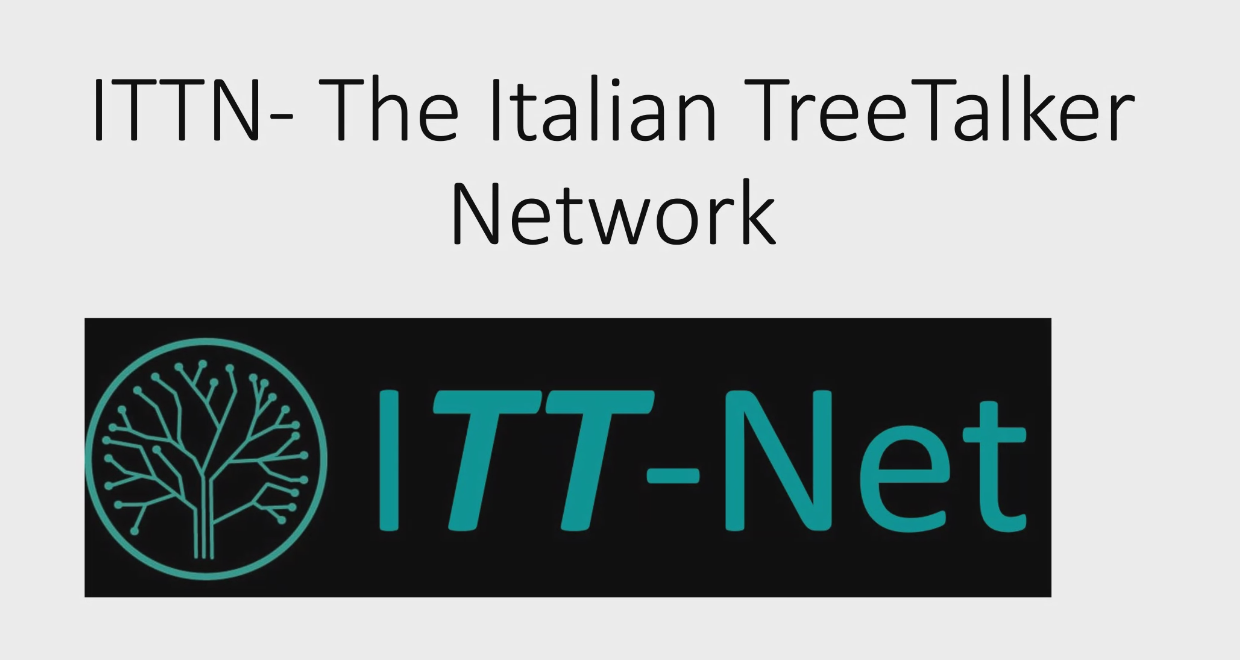 ITTN- The Italian TreeTalker
Network
ITT-Net